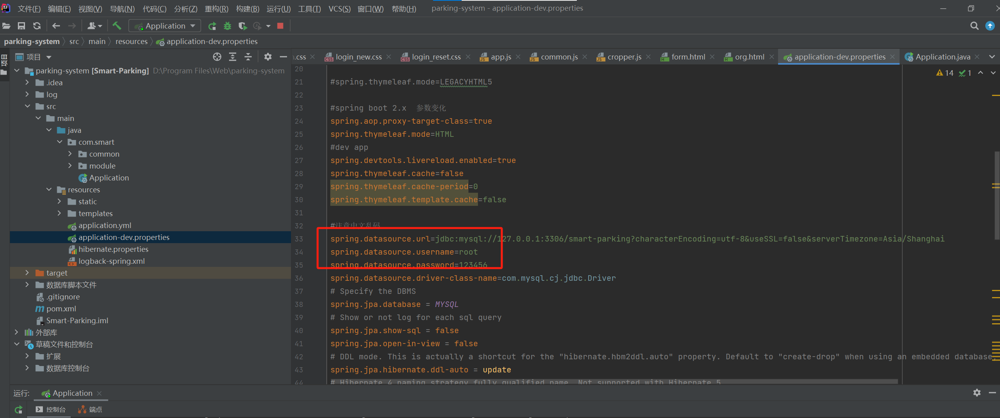 文件(F) 编辑(E) 视图(V) 导航(N) 代码(C) 分析(Z) 重构(R) 构建(B) 运行(U) 工具(T) VCS(S) 窗口(W) 帮助(H) parking-system - application-dev.properties
Application
parking-system src main resources application-dev.properties
项目
项目
.css login_new.css login_reset.css app.js common.js cropper.js form.html org.html application-dev.properties Application.java
parking-system [Smart-Parking] D:\Program Files\Web\parking-system
.idea
log
src
main
java
com.smart
common
module
Application
resources
static
templates
application.yml
application-dev.properties
hibernate.properties
logback-spring.xml
target
数据库脚本文件
.gitignore
pom.xml
Smart-Parking.iml
外部库
草稿文件和控制台
扩展
数据库控制台
14 1
20
21 #spring.thymeleaf.mode=LEGACYHTML5
22
23 #spring boot 2.x 参数变化
24 spring.aop.proxy-target-class=true
25 spring.thymeleaf.mode=HTML
26 #dev app
27 spring.devtools.livereload.enabled=true
28 spring.thymeleaf.cache=false
29 spring.thymeleaf.cache-period=0
30 spring.thymeleaf.template.cache=false
31
32 #注意中文乱码
33 spring.datasource.url=jdbc:mysql://127.0.0.1:3306/smart-parking?characterEncoding=utf-8&useSSL=false&serverTimezone=Asia/Shanghai
34 spring.datasource.username=root
35 spring.datasource.password=123456
36 spring.datasource.driver-class-name=com.mysql.cj.jdbc.Driver
37 # Specify the DBMS
38 spring.jpa.database = MYSQL
39 # Show or not log for each sql query
40 spring.jpa.show-sql = false
41 spring.jpa.open-in-view = false
42 # DDL mode. This is actually a shortcut for the "hibernate.hbm2ddl.auto" property. Default to "create-drop" when using an embedded database,
43 spring.jpa.hibernate.ddl-auto = update
44 # Hibernate 4 naming strategy fully qualified name. Not supported with Hibernate 5
运行: Application
控制台 端点